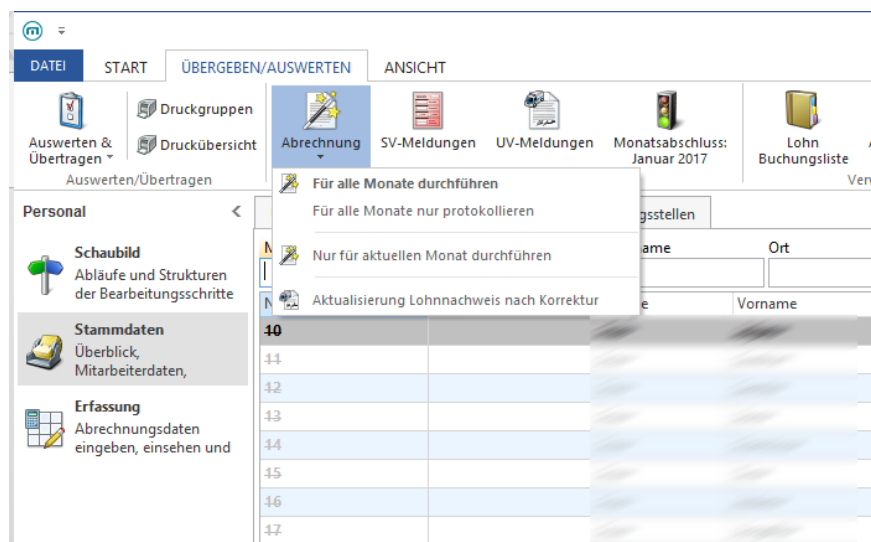 DATEI START ÜBERGEBEN/AUSWERTEN ANSICHT
Auswerten & Übertragen
Druckgruppen
Druckübersicht
Auswerten/Übertragen
Abrechnung
SV-Meldungen
UV-Meldungen
Monatsabschluss:
Januar 2017
Lohn
Buchungsliste
Für alle Monate durchführen
Für alle Monate nur protokollieren
Nur für aktuellen Monat durchführen
Aktualisierung Lohnnachweis nach Korrektur
Personal
Schaubild
Abläufe und Strukturen
der Bearbeitungsschritte
Stammdaten
Überblick,
Mitarbeiterdaten,
Erfassung
Abrechnungsdaten
eingeben, einsehen und
gsstellen
ame Ort
e Vorname
10
11
12
13
14
15
16
17